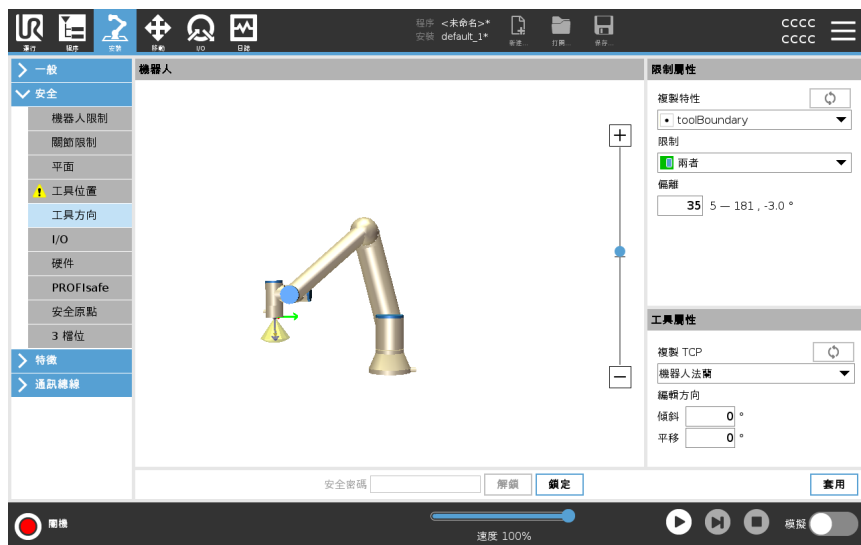 程序 <未命名>*
安裝 default_1*
新建...
打開...
保存...
cccc
cccc
運行
程序
安裝
移動
I/O
日誌
一般
安全
機器人限制
關節限制
平面
工具位置
工具方向
I/O
硬件
PROFIsafe
安全原點
3 檔位
特徵
通訊總線
機器人
限制屬性
複製特性
toolBoundary
限制
兩者
偏離
35 5 — 181 , -3.0 °
工具屬性
複製 TCP
機器人法蘭
編輯方向
傾斜 0 °
平移 0 °
安全密碼 解鎖 鎖定 套用
關機
速度 100%
模擬